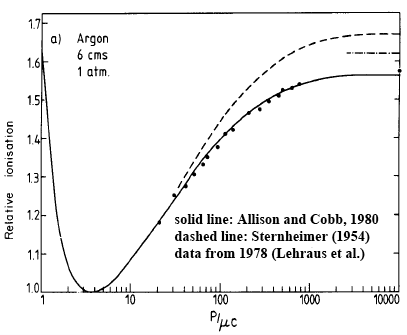 1.7
a) Argon
6 cms
1 atm.
1.6
1.5
1.4
1.3
1.2
1.1
1.0
Relative ionisation
solid line: Allison and Cobb, 1980
dashed line: Sternheimer (1954)
data from 1978 (Lehraus et al.)
1 10 100 1000 10000
P/μc